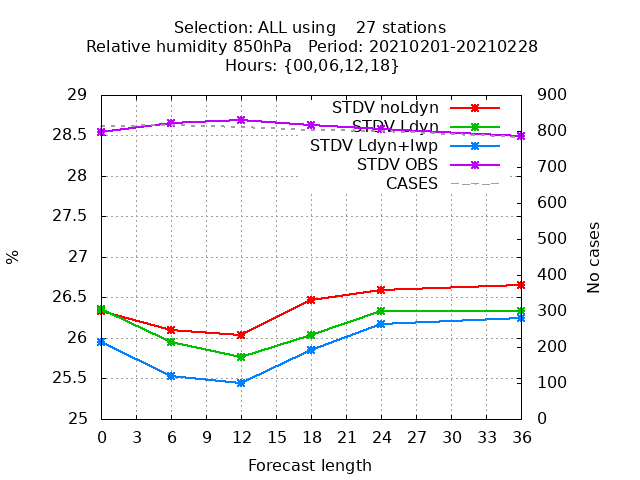 Selection: ALL using    27 stations
Relative humidity 850hPa   Period: 20210201-20210228
Hours: {00,06,12,18}
29
28.5
28
27.5
27
26.5
26
25.5
25
%
STDV noLdyn
STDV Ldyn
STDV Ldyn+lwp
STDV OBS
CASES
900
800
700
600
500
400
300
200
100
0
No cases
0 3 6 9 12 15 18 21 24 27 30 33 36
Forecast length